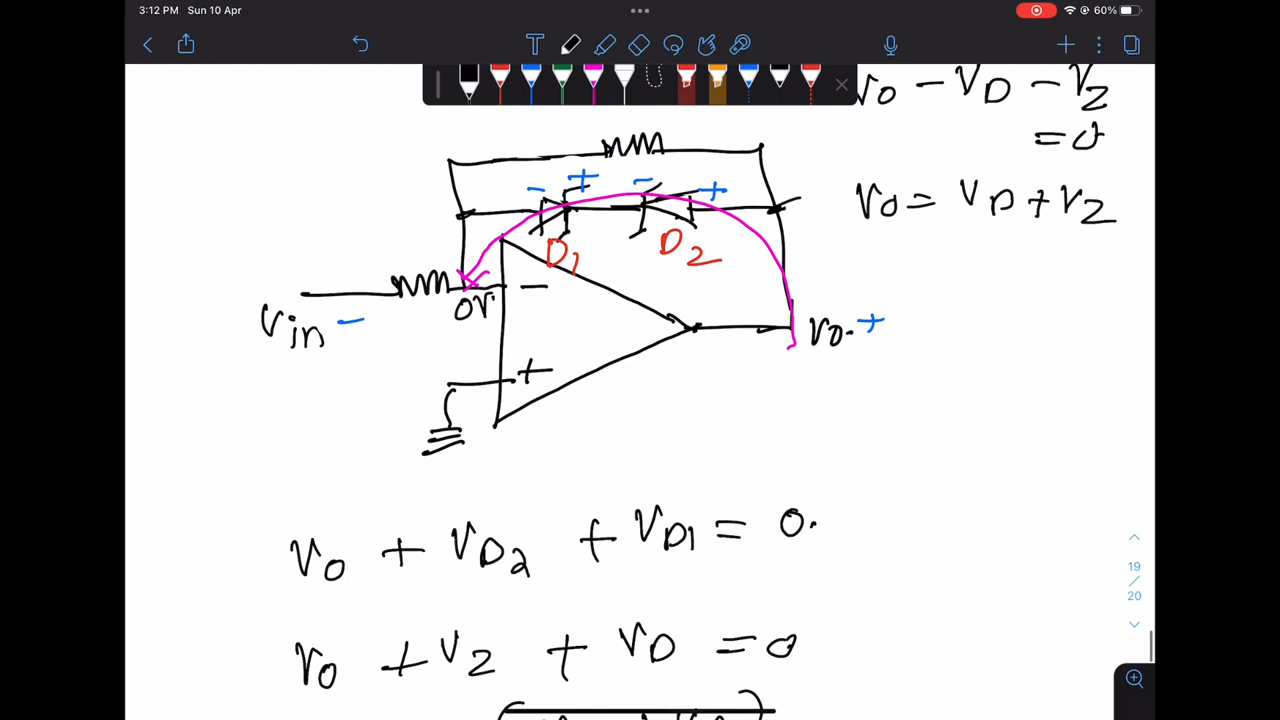 3:12 PM Sun 10 Apr
60%
T
Vo - VD - VZ
= 0
Vo = VD + VZ
- + - +
D1 D2
0V
-
Vin -
Vo. +
+
Vo + VD2 + VD1 = 0.
Vo + VZ + VD = 0
19
/
20